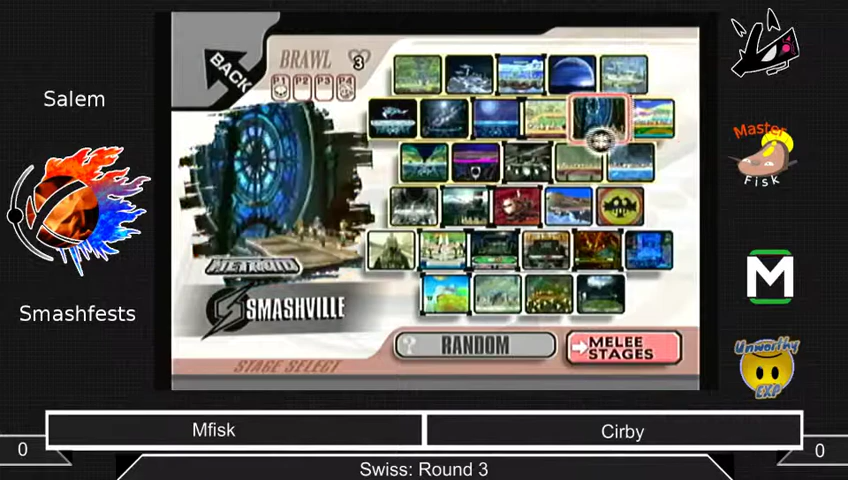 BACK
BRAWL
3
P1 P2 P3 P4
METROID
SMASHVILLE
? RANDOM
MELEE
STAGES
STAGE SELECT
Salem
Smashfests
Master
Fisk
M
Unworthy
EXP
Mfisk
Cirby
0
0
Swiss: Round 3